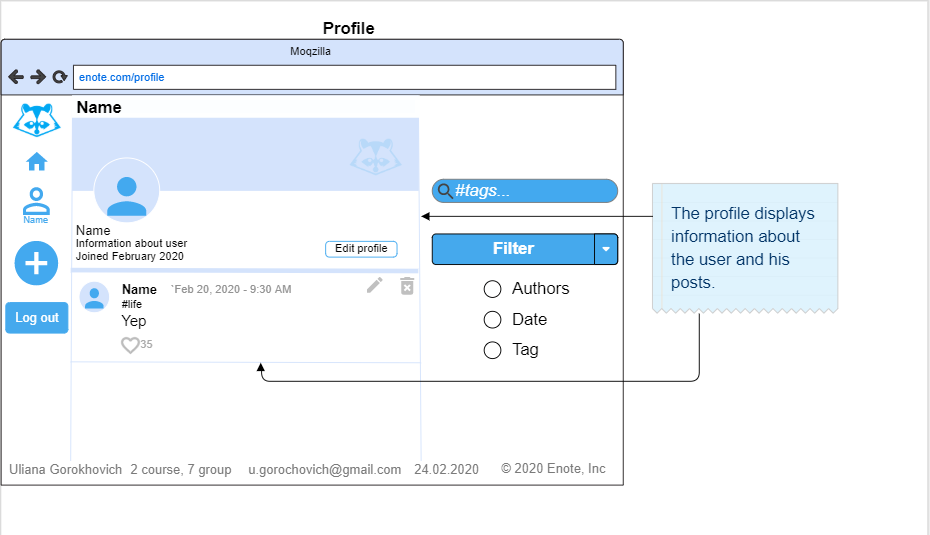 Profile
Moqzilla
enote.com/profile
Name
Name
Name
Information about user
Joined February 2020
Edit profile
Log out
Name
Feb 20, 2020 - 9:30 AM
#life
Yep
35
#tags...
Filter
Authors
Date
Tag
The profile displays
information about
the user and his
posts.
Uliana Gorokhovich 2 course, 7 group u.gorochovich@gmail.com 24.02.2020 © 2020 Enote, Inc